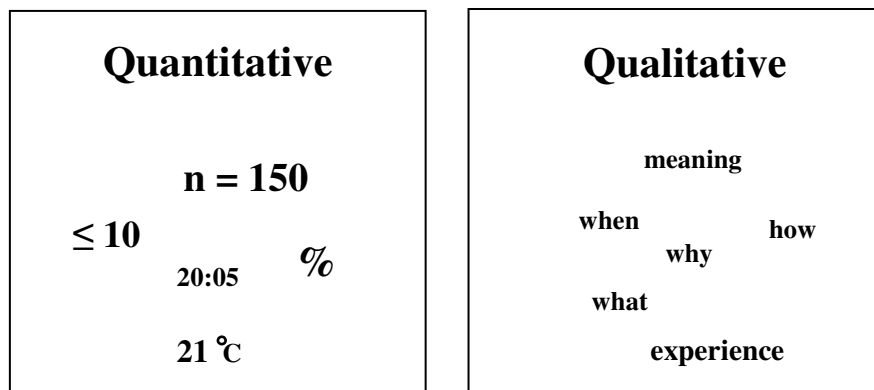 Quantitative
n = 150
≤ 10
%
20:05
21 ℃
Qualitative
meaning
when
how
why
what
experience